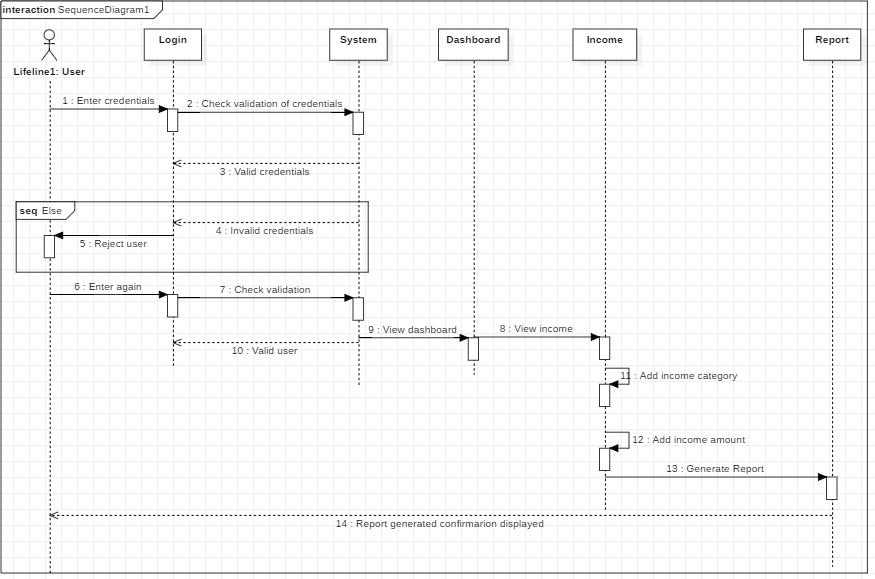 interaction SequenceDiagram1
Login
System
Dashboard
Income
Report
Lifeline1: User
1 : Enter credentials
2 : Check validation of credentials
3 : Valid credentials
seq Else
4 : Invalid credentials
5 : Reject user
6 : Enter again
7 : Check validation
8 : View income
9 : View dashboard
10 : Valid user
11 : Add income category
12 : Add income amount
13 : Generate Report
14 : Report generated confirmarion displayed